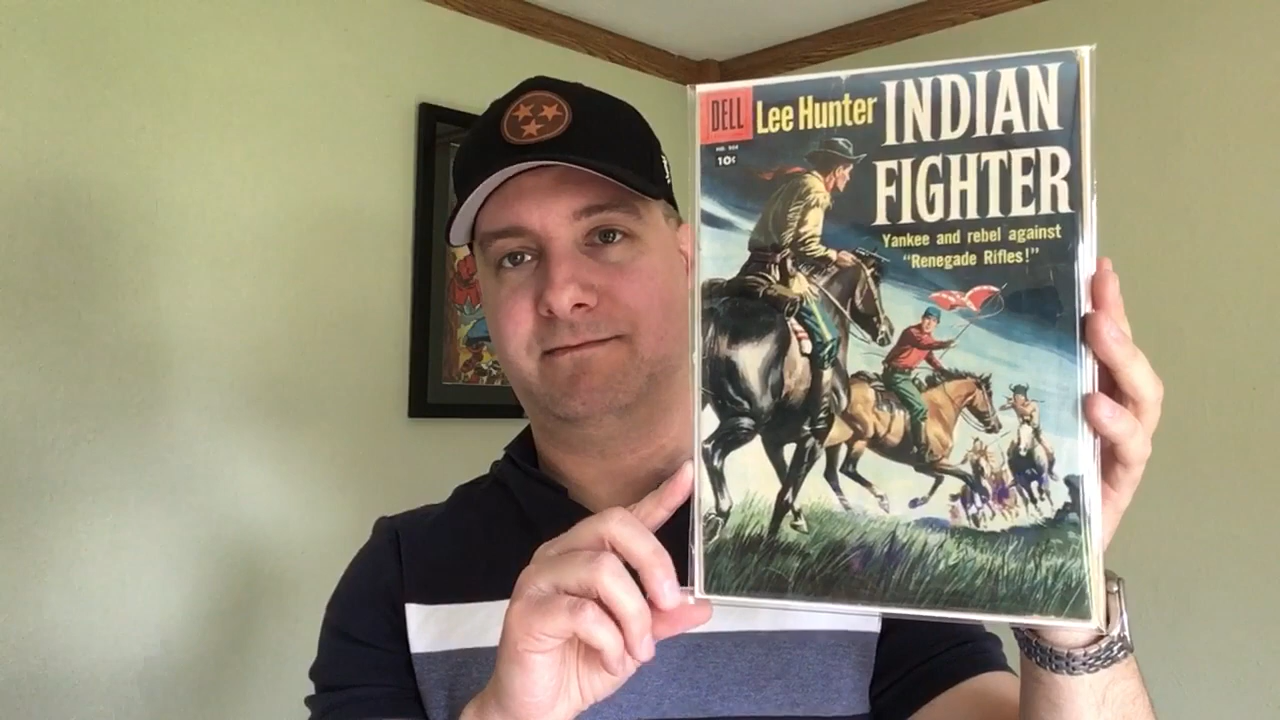 DELL
Lee Hunter
INDIAN
FIGHTER
10¢
Yankee and rebel against
"Renegade Rifles!"